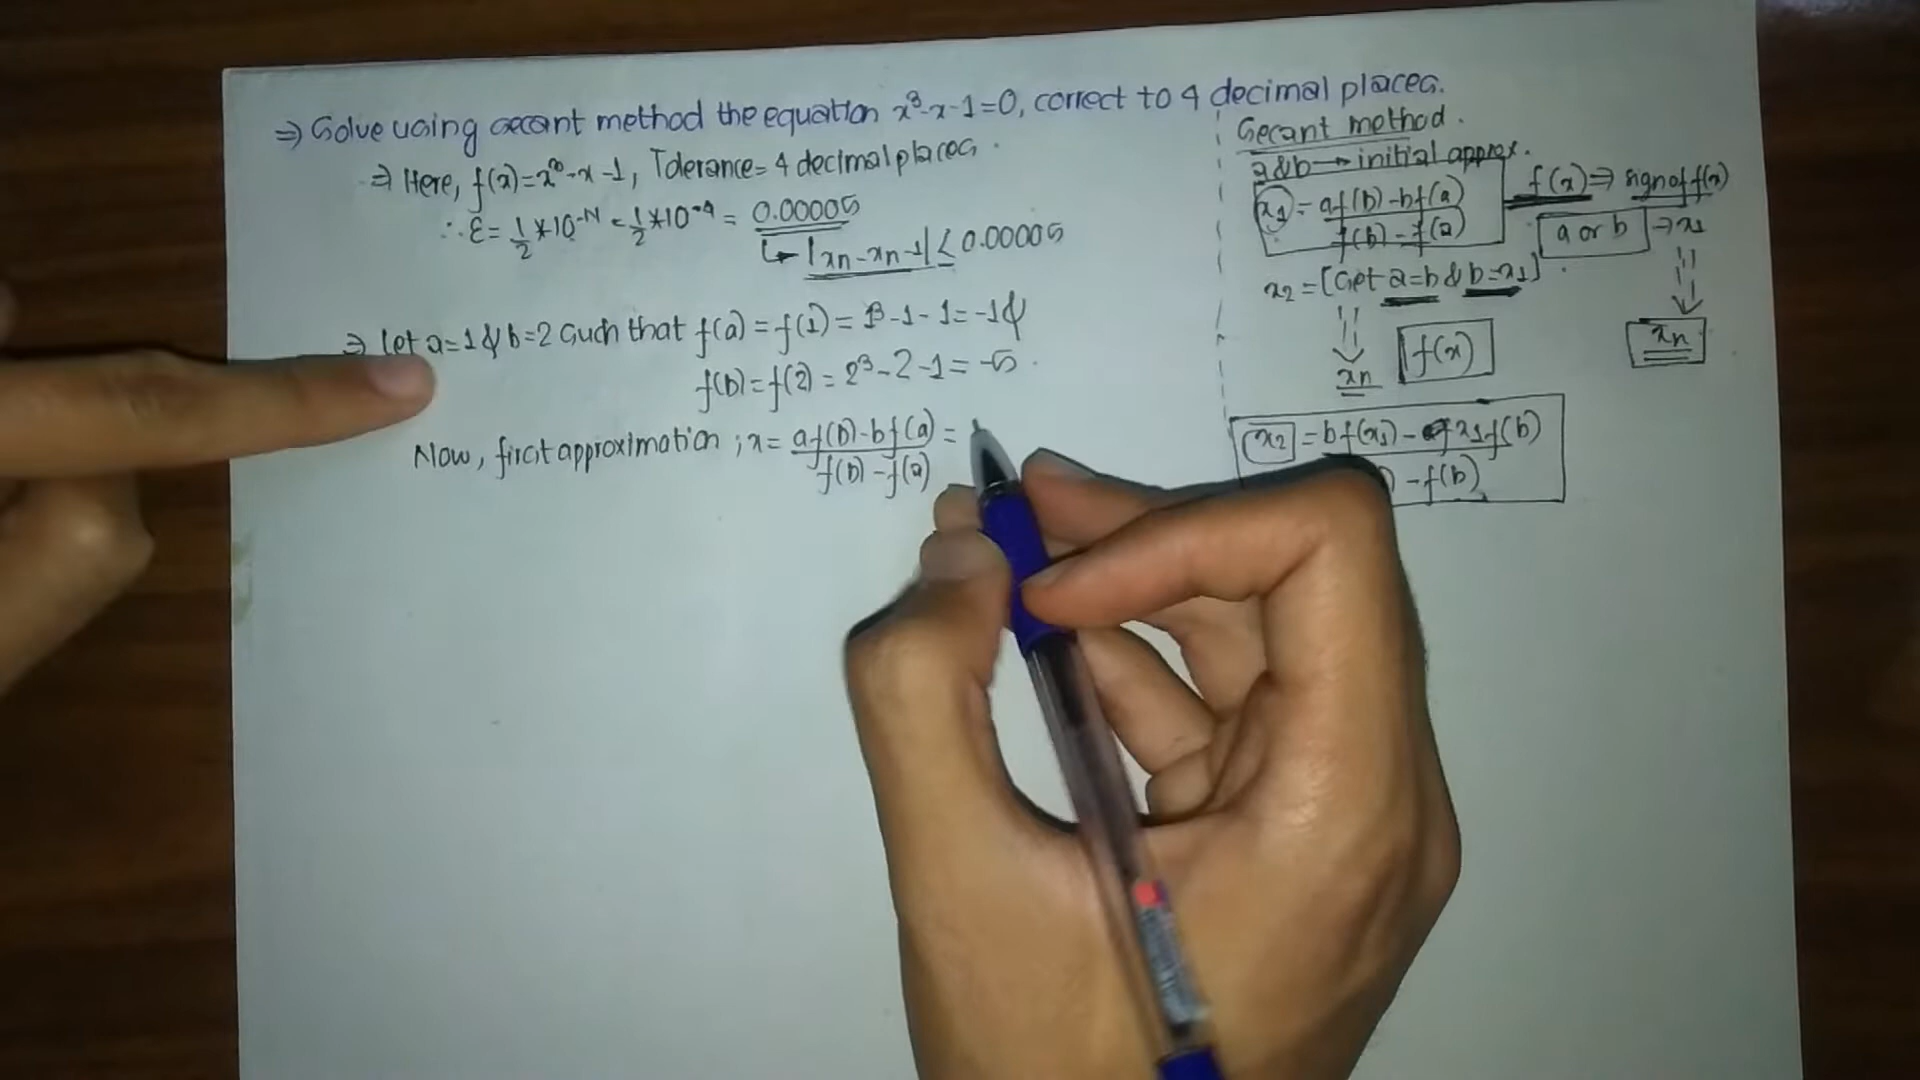 ⇒ Solve using secant method the equation x³-x-1=0, correct to 4 decimal places.
⇒ Here, f(x)=x³-x-1, Tolerance= 4 decimal places.
∴ ε= 1/2 *10^-N = 1/2 *10^-4 = 0.00005
↳ |xn-xn-1| ≤ 0.00005
⇒ Let a=1 & b=2 such that f(a) = f(1) = 1³-1-1=-1 &
f(b) = f(2) = 2³-2-1= 5.
Now, first approximation ; x= af(b)-bf(a) / f(b)-f(a) =
Secant method.
a&b → initial approx.
x1 = af(b)-bf(a) / f(b)-f(a)
f(x) ⇒ sign of f(x)
a or b → x1
x2 = [Set a=b & b=x1].
xn
f(x)
xn
x2 = bf(x1) - x1f(b)
) - f(b)